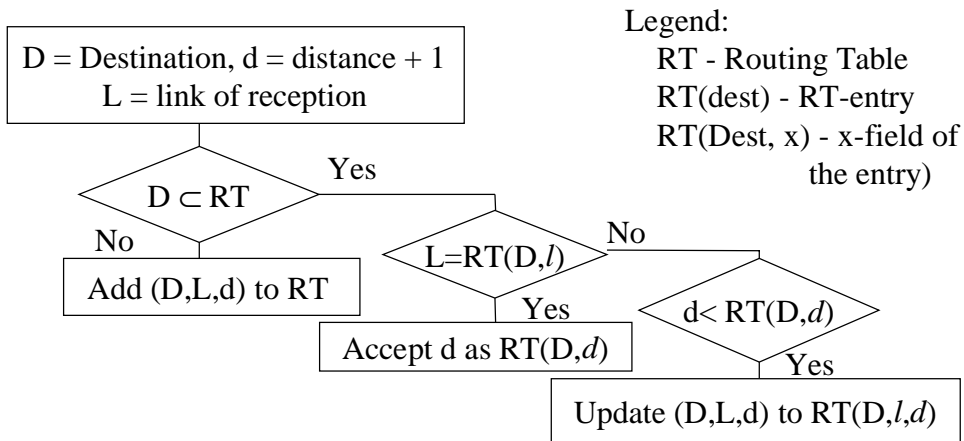 D = Destination, d = distance + 1
L = link of reception
Legend:
RT - Routing Table
RT(dest) - RT-entry
RT(Dest, x) - x-field of
the entry)
D ⊂ RT
Yes
No
Add (D,L,d) to RT
L=RT(D,l)
No
Yes
Accept d as RT(D,d)
d< RT(D,d)
Yes
Update (D,L,d) to RT(D,l,d)